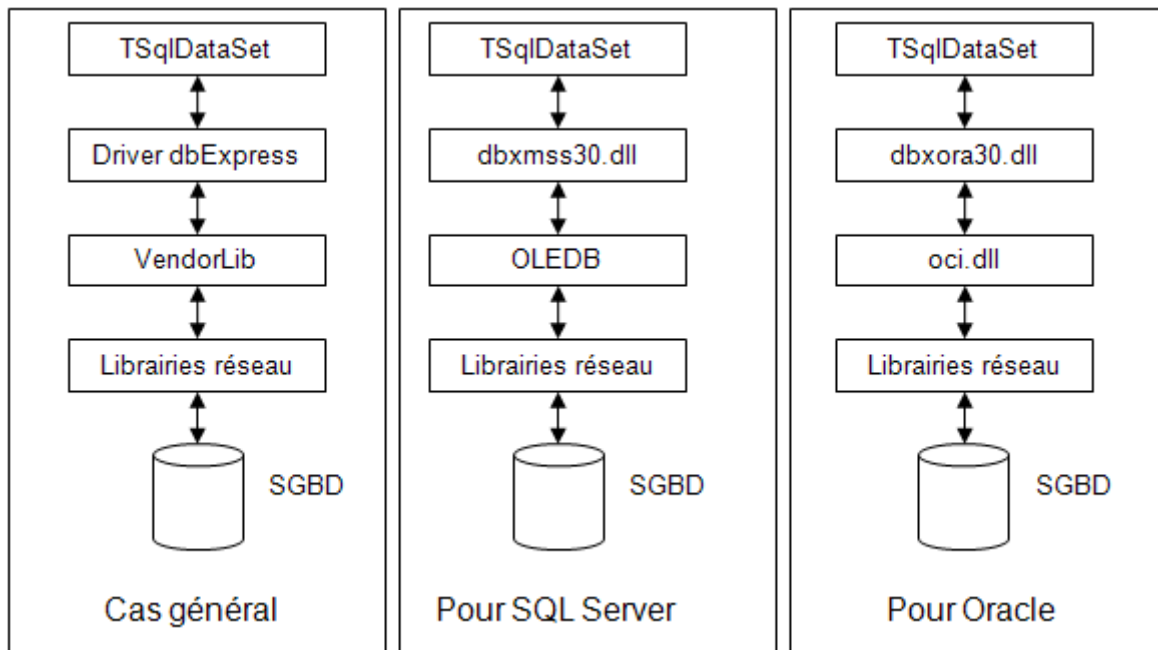 TSqlDataSet
Driver dbExpress
VendorLib
Librairies réseau
SGBD
Cas général
TSqlDataSet
dbxmss30.dll
OLEDB
Librairies réseau
SGBD
Pour SQL Server
TSqlDataSet
dbxora30.dll
oci.dll
Librairies réseau
SGBD
Pour Oracle